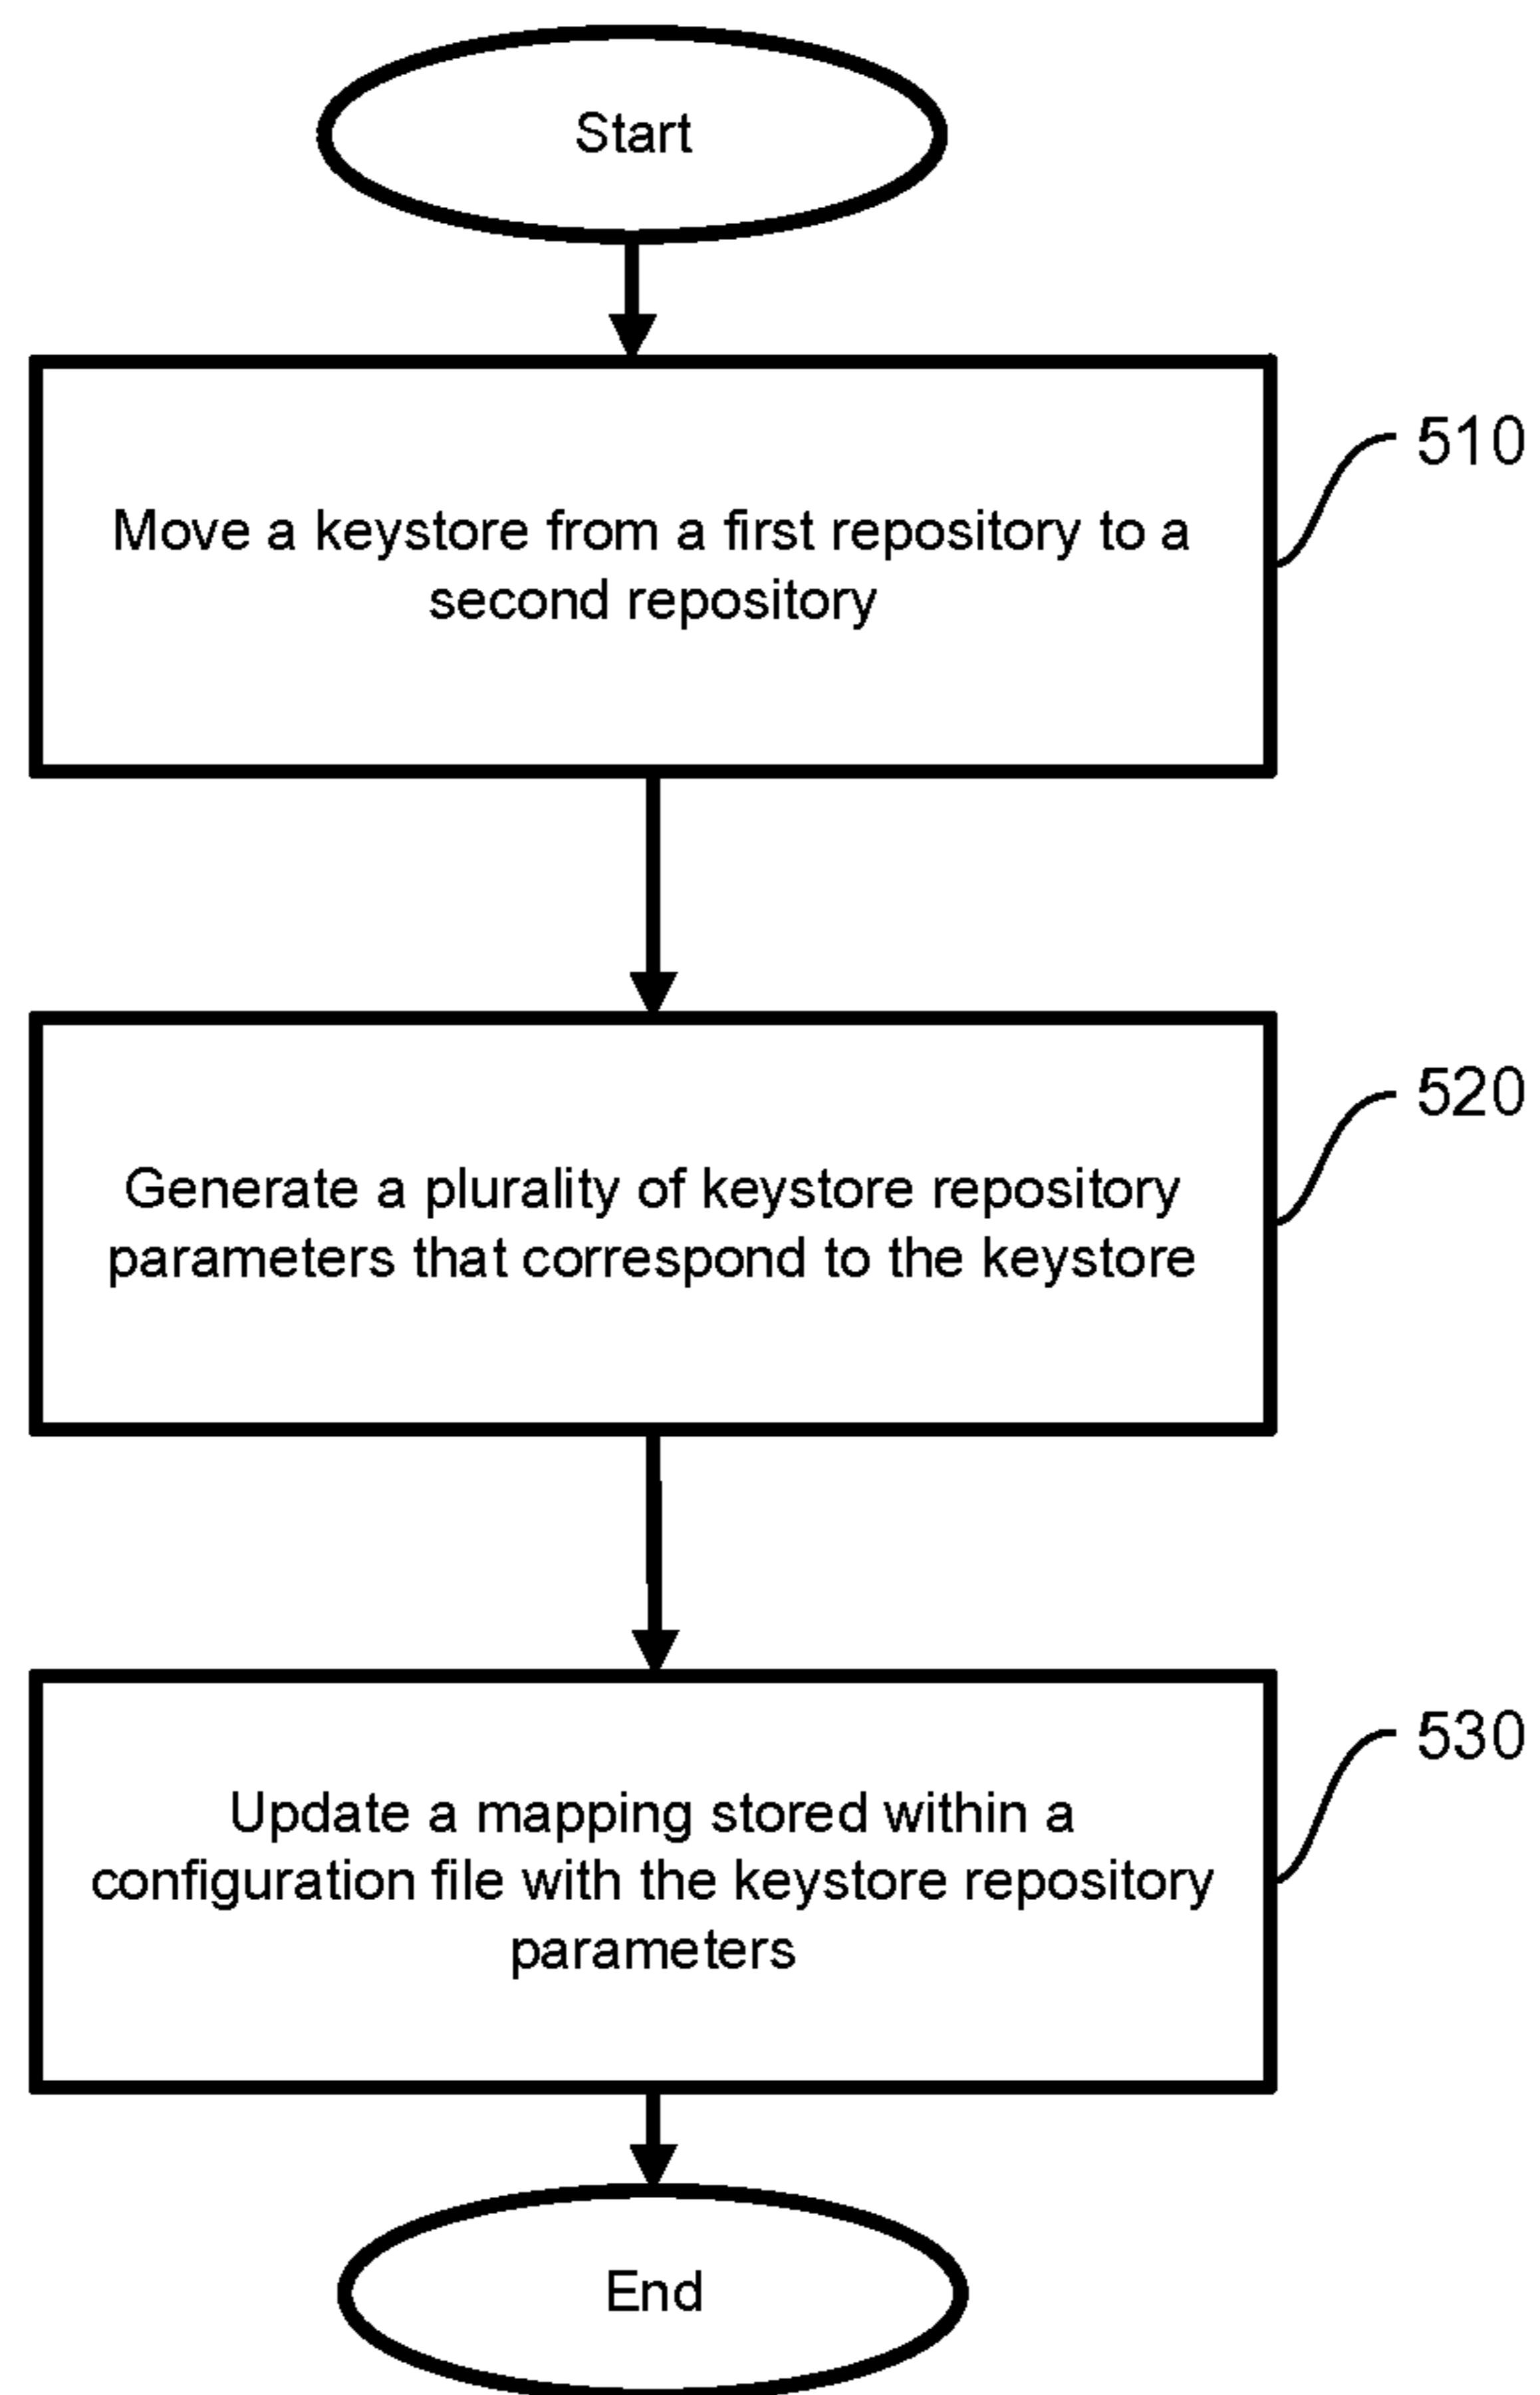 Start
510
Move a keystore from a first repository to a
second repository
520
Generate a plurality of keystore repository
parameters that correspond to the keystore
530
Update a mapping stored within a
configuration file with the keystore repository
parameters
End